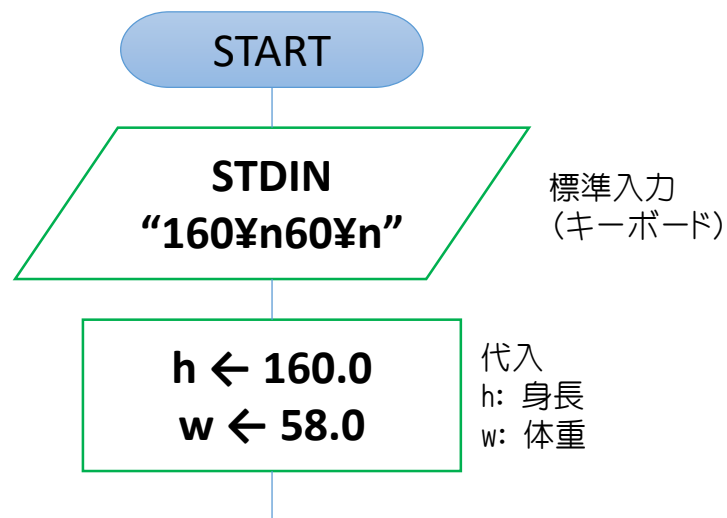 START
STDIN
“160¥n60¥n”
標準入力
(キーボード)
h ← 160.0
w ← 58.0
代入
h: 身長
w: 体重